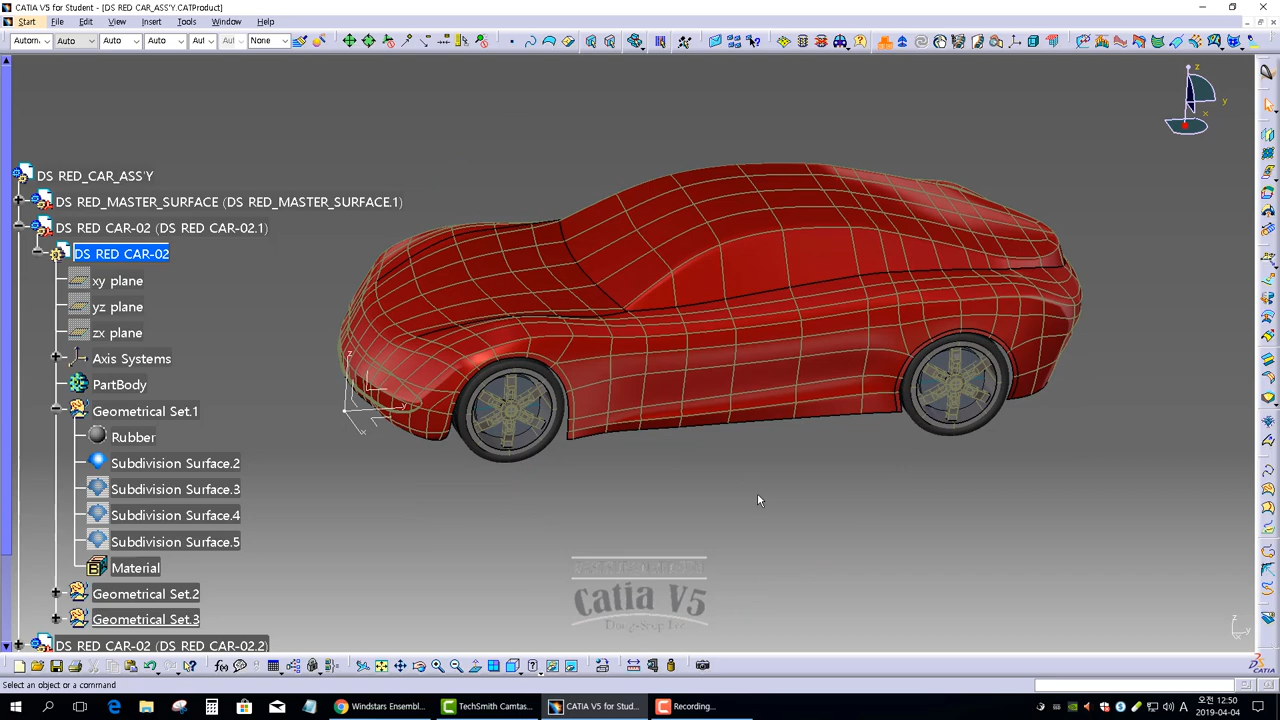 CATIA V5 for Student - [DS RED CAR_ASS'Y.CATProduct]
Start File Edit View Insert Tools Window Help
Autom. Auto Auto Auto Aut Aut None
z
y
x
DS RED_CAR_ASS'Y
DS RED_MASTER_SURFACE (DS RED_MASTER_SURFACE.1)
DS RED CAR-02 (DS RED CAR-02.1)
DS RED CAR-02
xy plane
yz plane
zx plane
Axis Systems
PartBody
Geometrical Set.1
Rubber
Subdivision Surface.2
Subdivision Surface.3
Subdivision Surface.4
Subdivision Surface.5
Material
Geometrical Set.2
Geometrical Set.3
DS RED CAR-02 (DS RED CAR-02.2)
z
y
x
Catia V5
z
y
Select an object or a command
Windstars Ensembl...
TechSmith Camtas...
CATIA V5 for Stud...
Recording...
A
오전 12:50
2019-04-04